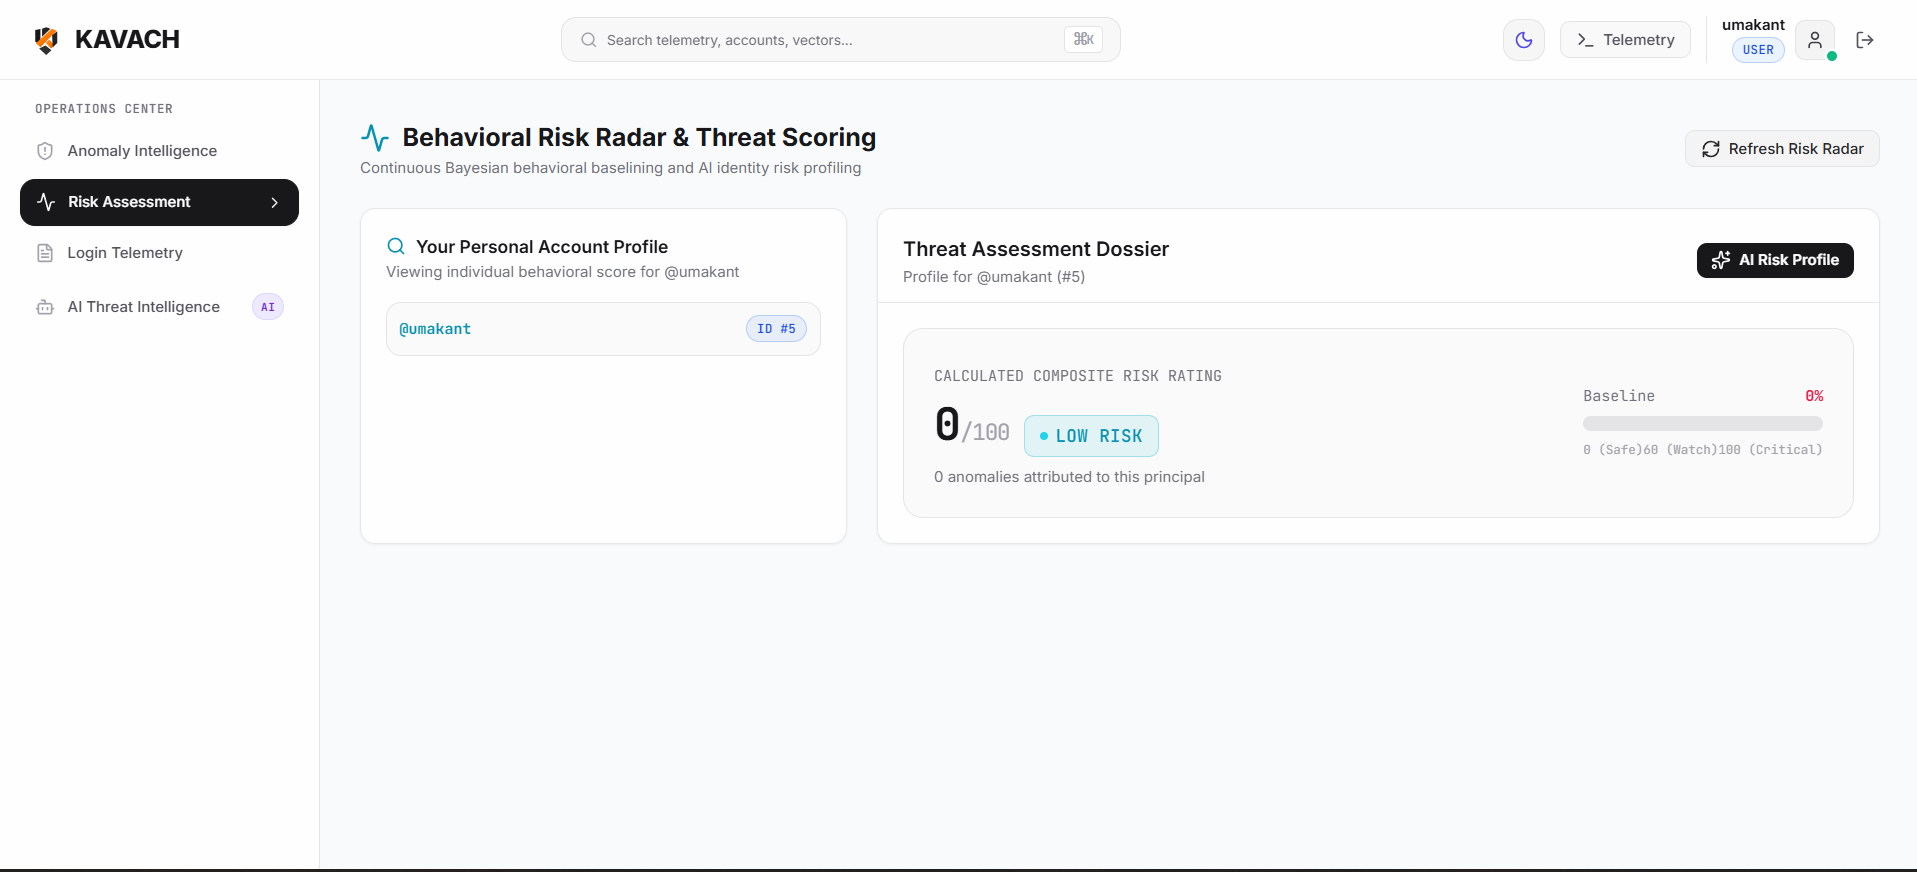 KAVACH
Search telemetry, accounts, vectors...
⌘K
Telemetry
umakant
USER
OPERATIONS CENTER
Anomaly Intelligence
Risk Assessment
Login Telemetry
AI Threat Intelligence
AI
Behavioral Risk Radar & Threat Scoring
Continuous Bayesian behavioral baselining and AI identity risk profiling
Refresh Risk Radar
Your Personal Account Profile
Viewing individual behavioral score for @umakant
@umakant
ID #5
Threat Assessment Dossier
Profile for @umakant (#5)
AI Risk Profile
CALCULATED COMPOSITE RISK RATING
0/100
LOW RISK
0 anomalies attributed to this principal
Baseline
0%
0 (Safe)60 (Watch)100 (Critical)